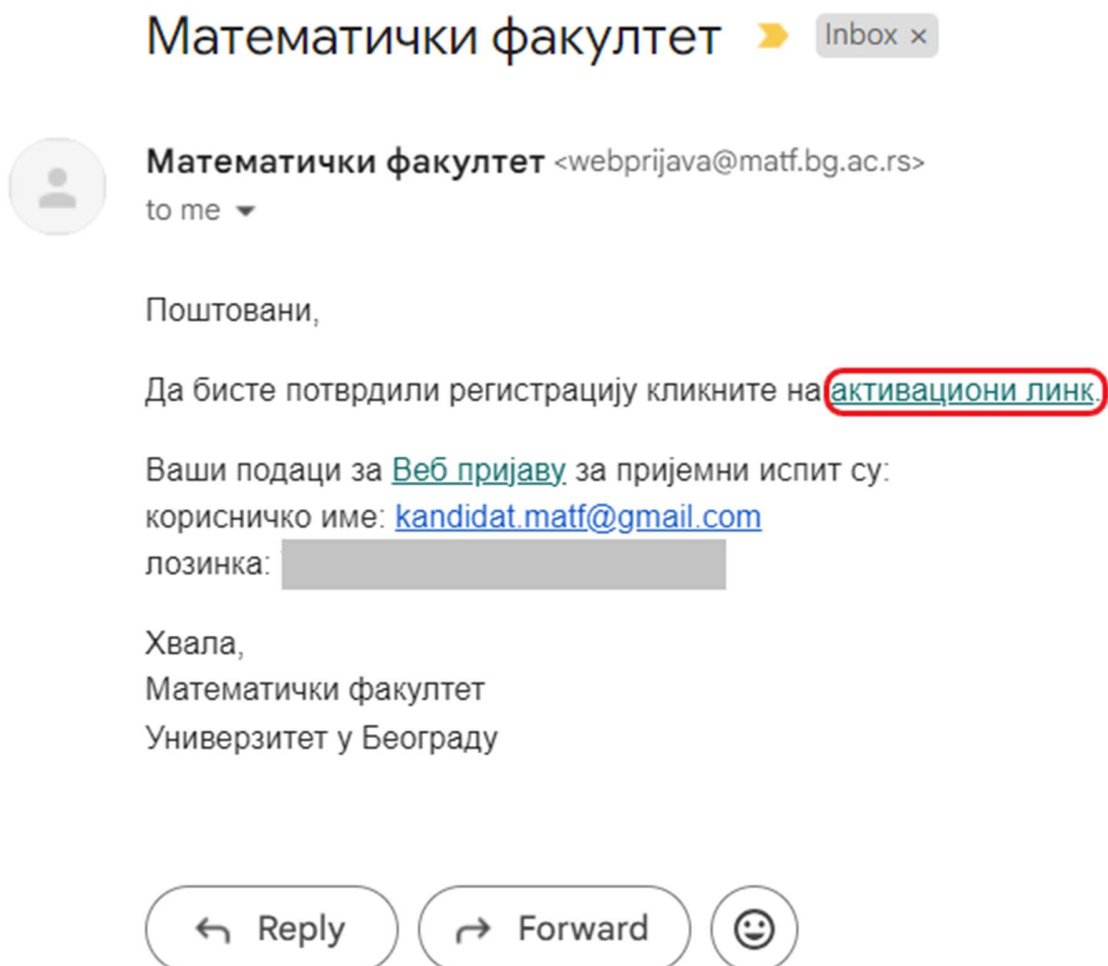 Математички факултет Inbox ×
Математички факултет <webprijava@matf.bg.ac.rs>
to me
Поштовани,
Да бисте потврдили регистрацију кликните на активациони линк.
Ваши подаци за Веб пријаву за пријемни испит су:
корисничко име: kandidat.matf@gmail.com
лозинка:
Хвала,
Математички факултет
Универзитет у Београду
Reply Forward